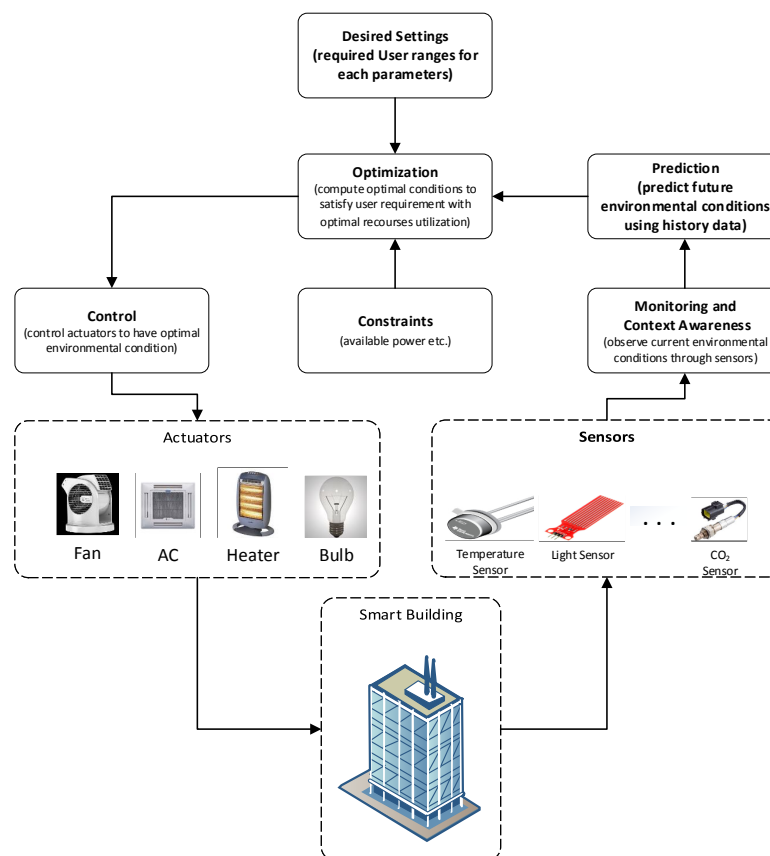 Desired Settings
(required User ranges for
each parameters)
Optimization
(compute optimal conditions to
satisfy user requirement with
optimal recourses utilization)
Prediction
(predict future
environmental conditions
using history data)
Control
(control actuators to have optimal
environmental condition)
Constraints
(available power etc.)
Monitoring and
Context Awareness
(observe current environmental
conditions through sensors)
Actuators
Fan
AC
Heater
Bulb
Sensors
Temperature
Sensor
Light Sensor
. . .
CO₂
Sensor
Smart Building